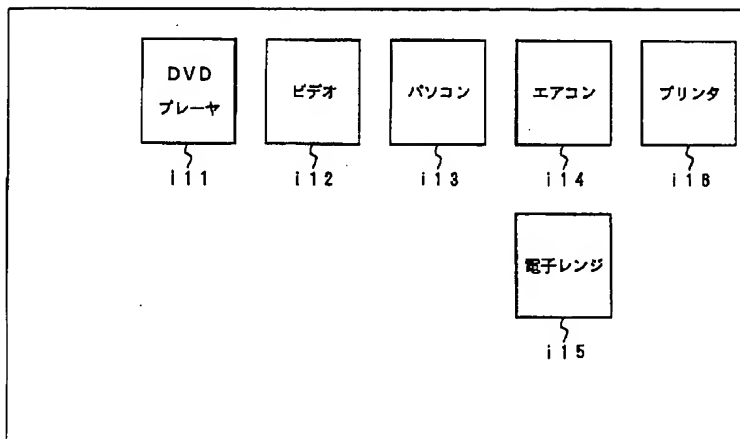 DVD
プレーヤ
ビデオ
パソコン
エアコン
プリンタ
i11
i12
i13
i14
i16
電子レンジ
i15